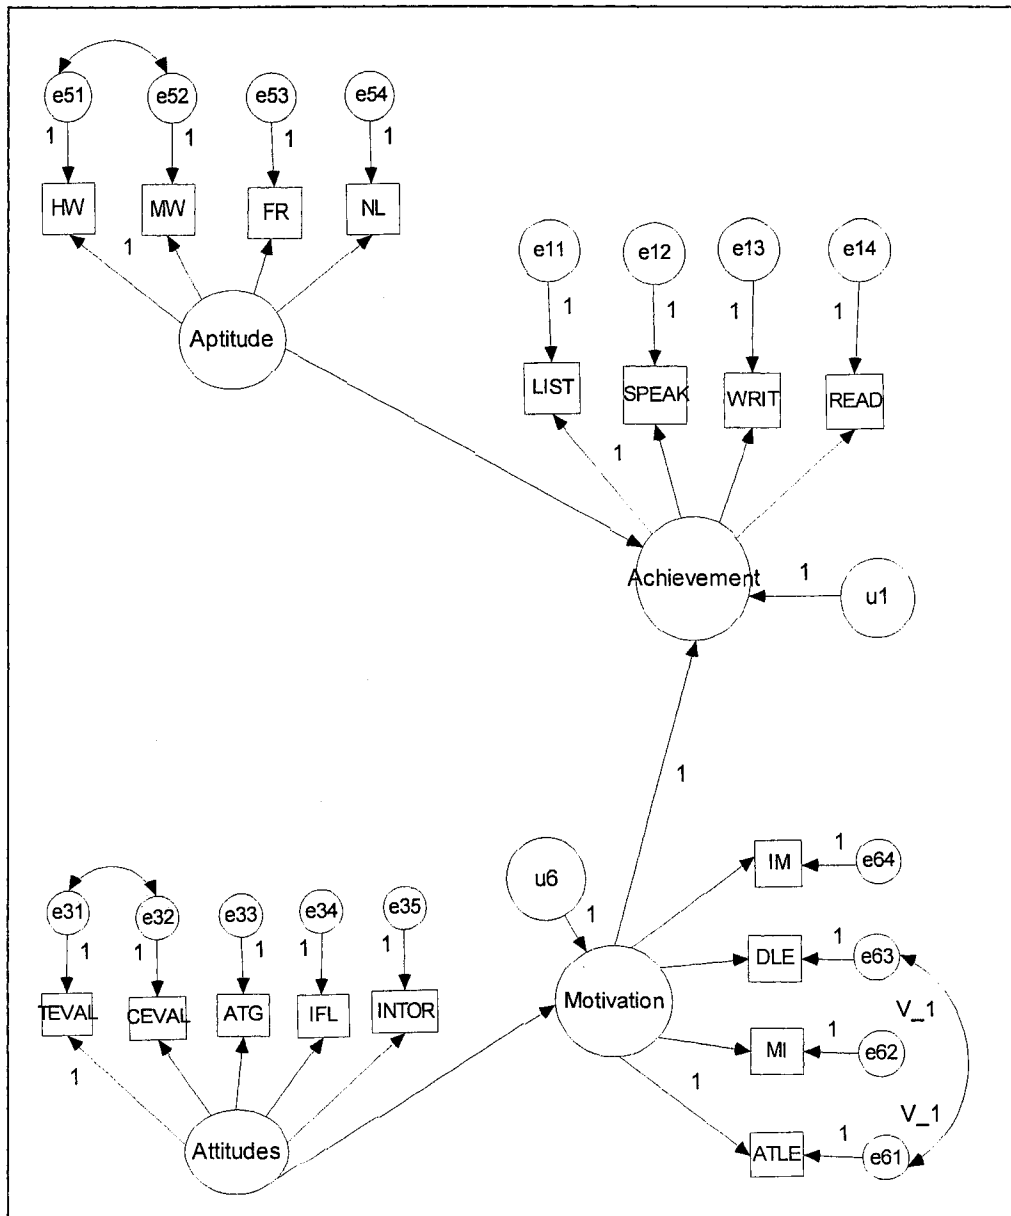 e51 e52 e53 e54
1 1 1 1
HW MW FR NL
1
Aptitude
e11 e12 e13 e14
1 1 1 1
LIST SPEAK WRIT READ
1
Achievement
1
u1
1
u6
1
IM 1 e64
DLE 1 e63
V_1
Motivation
MI 1 e62
V_1
1
ATLE 1 e61
e31 e32 e33 e34 e35
1 1 1 1 1
TEVAL CEVAL ATG IFL INTOR
1
Attitudes